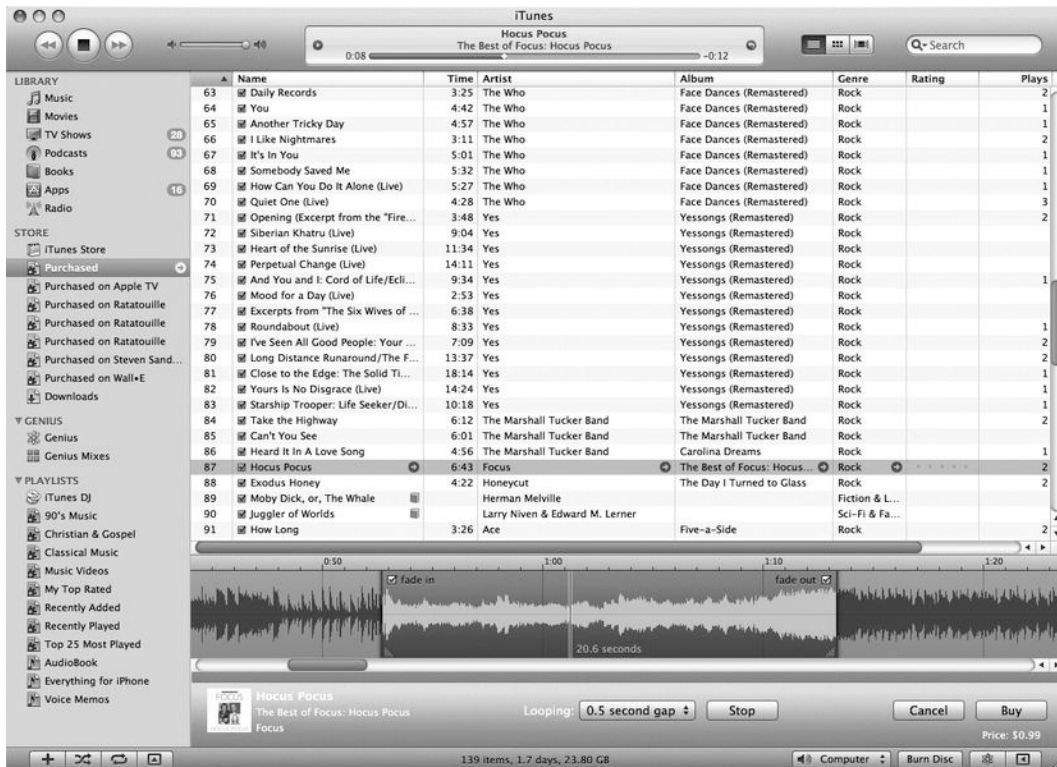 iTunes
Hocus Pocus
The Best of Focus: Hocus Pocus
0:08 -0:12
Search
LIBRARY
Music
Movies
TV Shows 28
Podcasts 93
Books
Apps 16
Radio
STORE
iTunes Store
Purchased
Purchased on Apple TV
Purchased on Ratatouille
Purchased on Ratatouille
Purchased on Ratatouille
Purchased on Steven Sand...
Purchased on Wall•E
Downloads
GENIUS
Genius
Genius Mixes
PLAYLISTS
iTunes DJ
90's Music
Christian & Gospel
Classical Music
Music Videos
My Top Rated
Recently Added
Recently Played
Top 25 Most Played
AudioBook
Everything for iPhone
Voice Memos
Name Time Artist Album Genre Rating Plays
63 Daily Records 3:25 The Who Face Dances (Remastered) Rock 2
64 You 4:42 The Who Face Dances (Remastered) Rock 1
65 Another Tricky Day 4:57 The Who Face Dances (Remastered) Rock 1
66 I Like Nightmares 3:11 The Who Face Dances (Remastered) Rock 2
67 It's In You 5:01 The Who Face Dances (Remastered) Rock 1
68 Somebody Saved Me 5:32 The Who Face Dances (Remastered) Rock 1
69 How Can You Do It Alone (Live) 5:27 The Who Face Dances (Remastered) Rock 1
70 Quiet One (Live) 4:28 The Who Face Dances (Remastered) Rock 3
71 Opening (Excerpt from the "Fire... 3:48 Yes Yessongs (Remastered) Rock 2
72 Siberian Khatru (Live) 9:04 Yes Yessongs (Remastered) Rock
73 Heart of the Sunrise (Live) 11:34 Yes Yessongs (Remastered) Rock
74 Perpetual Change (Live) 14:11 Yes Yessongs (Remastered) Rock
75 And You and I: Cord of Life/Ecli... 9:34 Yes Yessongs (Remastered) Rock 1
76 Mood for a Day (Live) 2:53 Yes Yessongs (Remastered) Rock
77 Excerpts from "The Six Wives of ... 6:38 Yes Yessongs (Remastered) Rock
78 Roundabout (Live) 8:33 Yes Yessongs (Remastered) Rock 1
79 I've Seen All Good People: Your ... 7:09 Yes Yessongs (Remastered) Rock 2
80 Long Distance Runaround/The F... 13:37 Yes Yessongs (Remastered) Rock 2
81 Close to the Edge: The Solid Ti... 18:14 Yes Yessongs (Remastered) Rock 1
82 Yours Is No Disgrace (Live) 14:24 Yes Yessongs (Remastered) Rock 1
83 Starship Trooper: Life Seeker/Di... 10:18 Yes Yessongs (Remastered) Rock 1
84 Take the Highway 6:12 The Marshall Tucker Band The Marshall Tucker Band Rock 2
85 Can't You See 6:01 The Marshall Tucker Band The Marshall Tucker Band Rock
86 Heard It In A Love Song 4:56 The Marshall Tucker Band Carolina Dreams Rock 1
87 Hocus Pocus 6:43 Focus The Best of Focus: Hocus... Rock 2
88 Exodus Honey 4:22 Honeycut The Day I Turned to Glass Rock 2
89 Moby Dick, or, The Whale Herman Melville Fiction & L...
90 Juggler of Worlds Larry Niven & Edward M. Lerner Sci-Fi & Fa...
91 How Long 3:26 Ace Five-a-Side Rock 2
0:50 1:00 1:10 1:20
fade in fade out
20.6 seconds
FOCUS
Hocus Pocus
The Best of Focus: Hocus Pocus
Focus
Looping: 0.5 second gap Stop Cancel Buy
Price: $0.99
139 items, 1.7 days, 23.80 GB
Computer Burn Disc